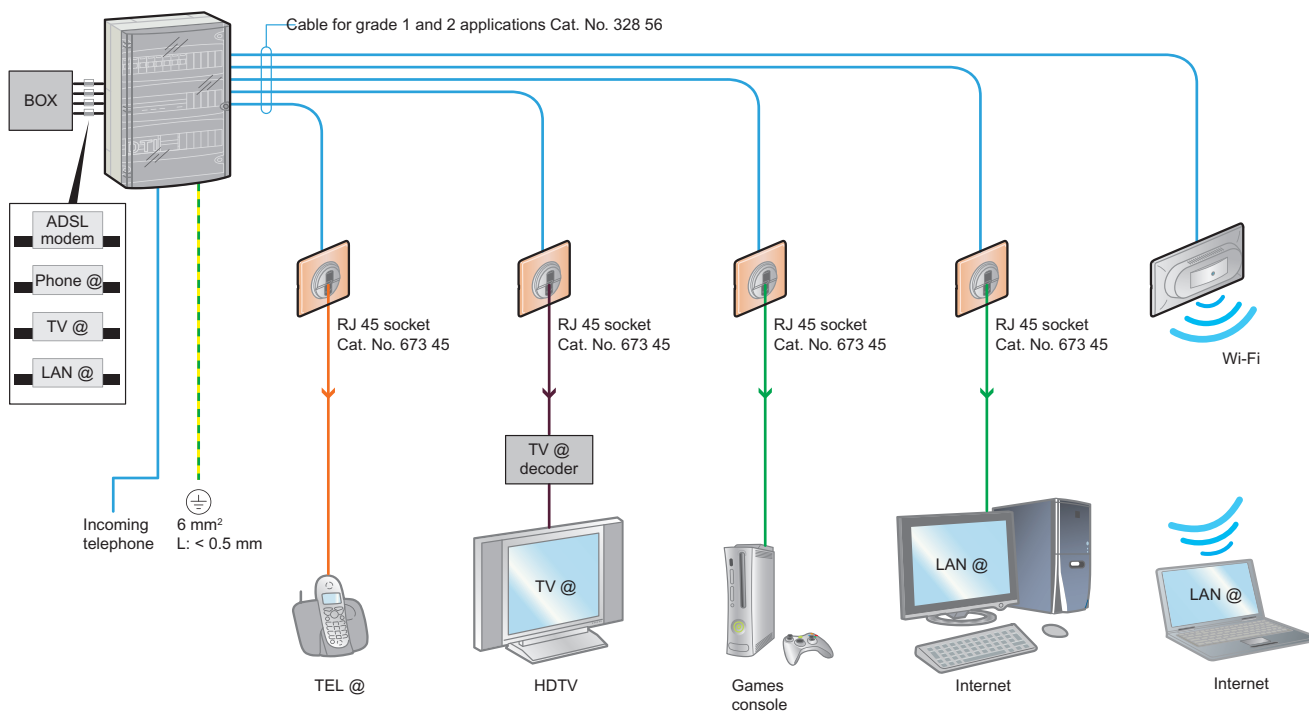 Cable for grade 1 and 2 applications Cat. No. 328 56
BOX
ADSL
modem
Phone @
TV @
LAN @
Incoming
telephone
6 mm²
L: < 0.5 mm
RJ 45 socket
Cat. No. 673 45
RJ 45 socket
Cat. No. 673 45
RJ 45 socket
Cat. No. 673 45
RJ 45 socket
Cat. No. 673 45
Wi-Fi
TV @
decoder
TV @
LAN @
LAN @
TEL @
HDTV
Games
console
Internet
Internet